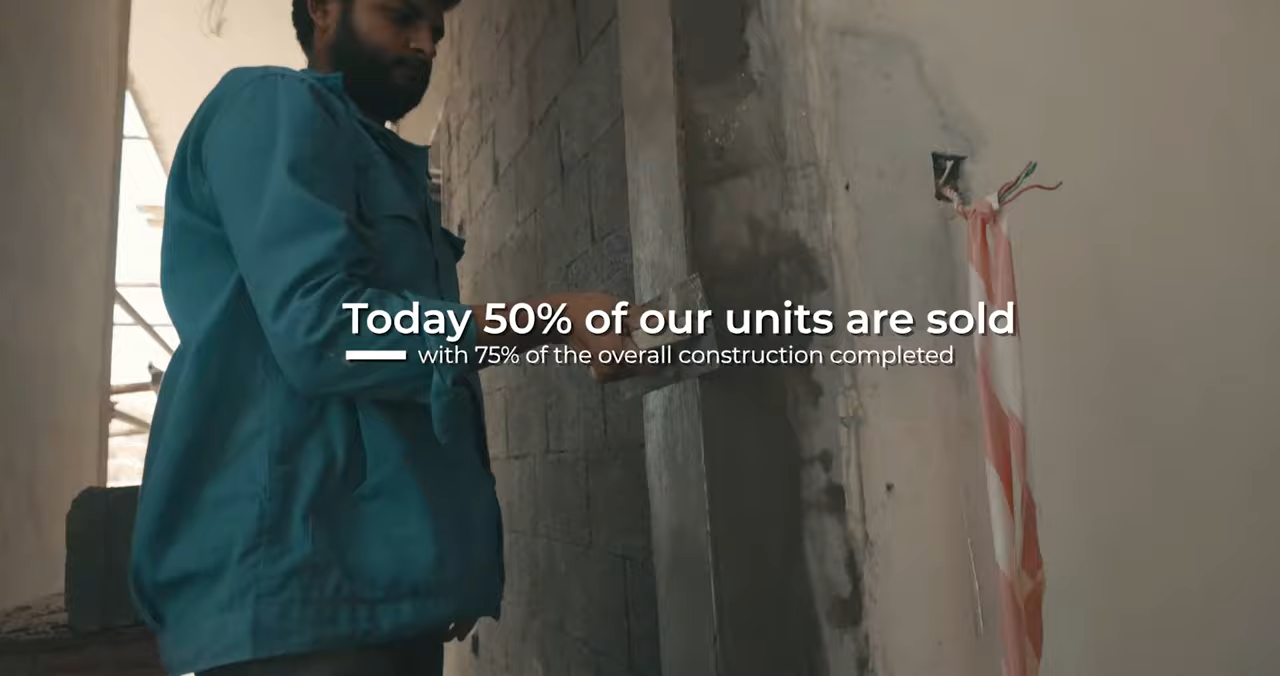 Today 50% of our units are sold
with 75% of the overall construction completed